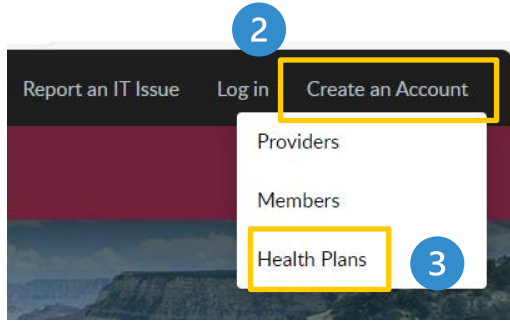 2
Report an IT Issue Log in Create an Account
Providers
Members
Health Plans 3